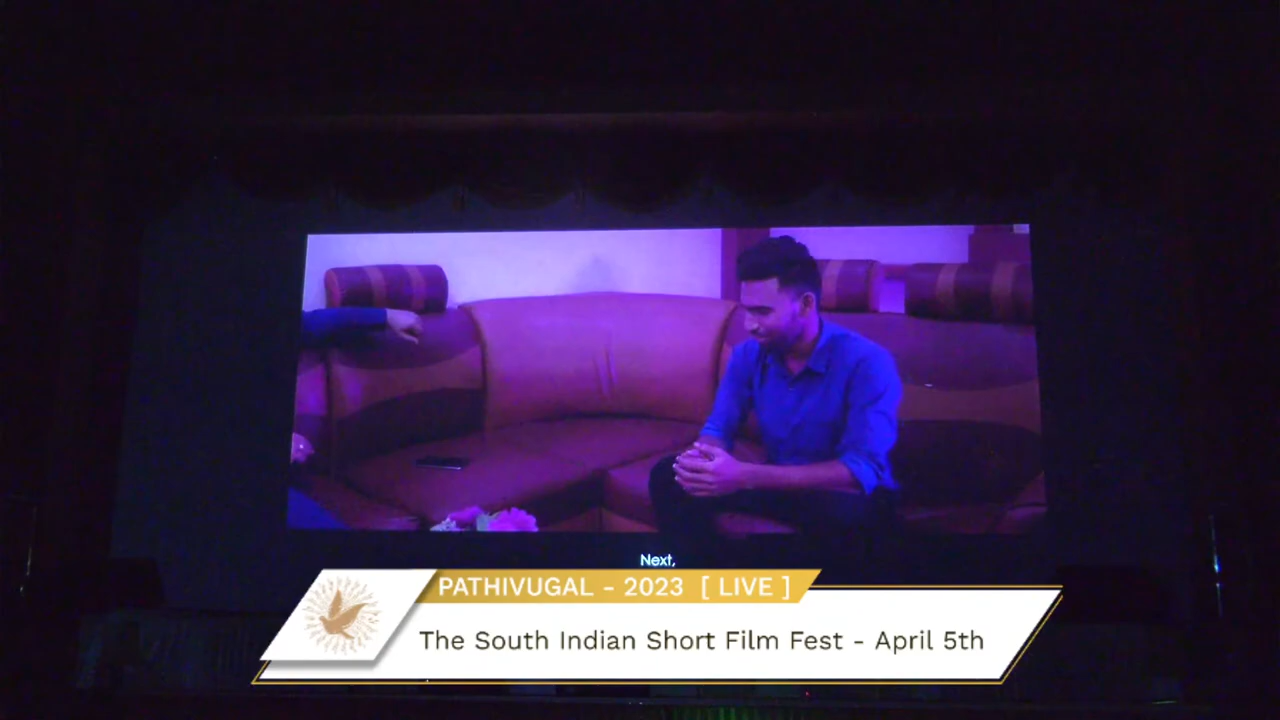 Next,
PATHIVUGAL - 2023 [ LIVE ]
The South Indian Short Film Fest - April 5th